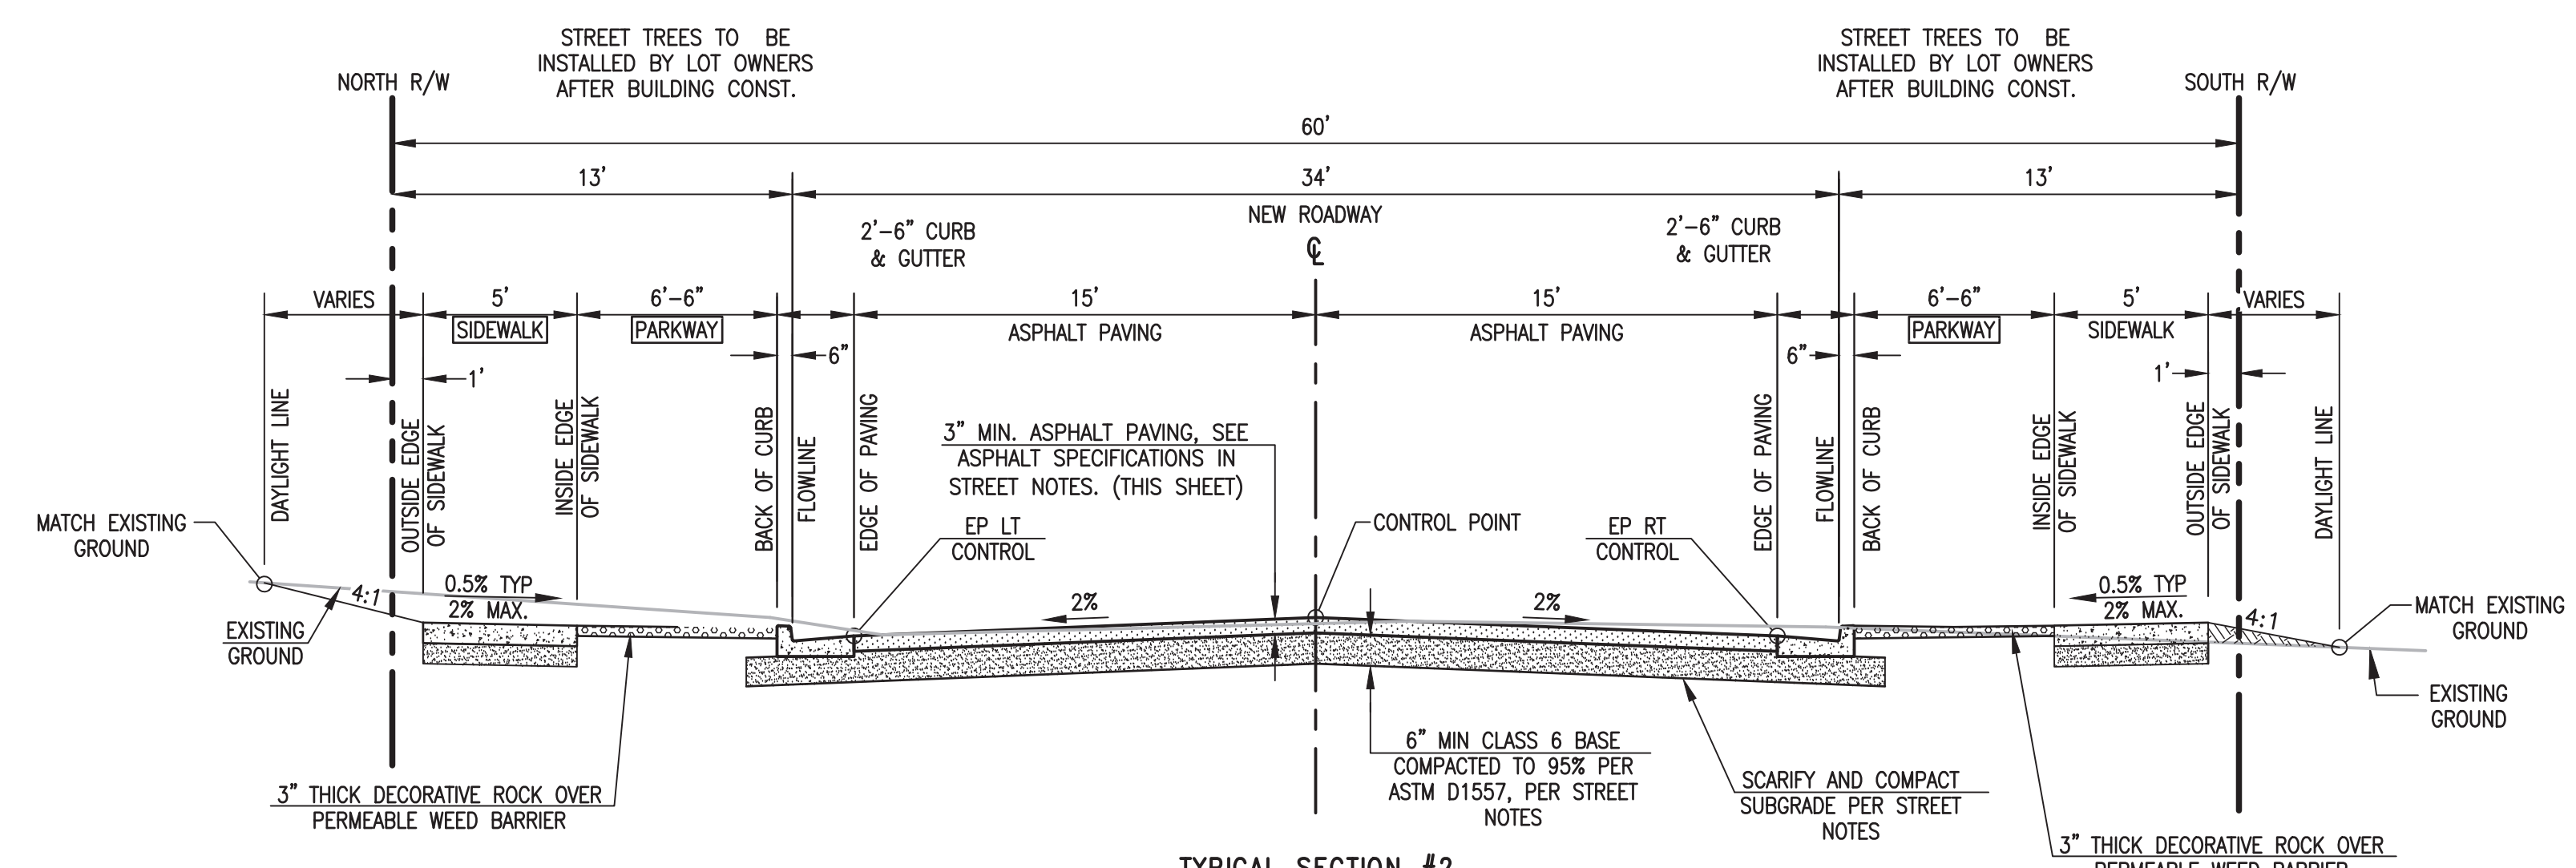 STREET TREES TO BE
INSTALLED BY LOT OWNERS
AFTER BUILDING CONST.
STREET TREES TO BE
INSTALLED BY LOT OWNERS
AFTER BUILDING CONST.
NORTH R/W
SOUTH R/W
60'
13'
34'
13'
NEW ROADWAY
2'-6" CURB
& GUTTER
2'-6" CURB
& GUTTER
℄
VARIES
5'
6'-6"
15'
15'
6'-6"
5'
VARIES
SIDEWALK
PARKWAY
ASPHALT PAVING
ASPHALT PAVING
PARKWAY
SIDEWALK
6"
6"
1'
1'
DAYLIGHT LINE
OUTSIDE EDGE
OF SIDEWALK
INSIDE EDGE
OF SIDEWALK
BACK OF CURB
FLOWLINE
EDGE OF PAVING
EDGE OF PAVING
FLOWLINE
BACK OF CURB
INSIDE EDGE
OF SIDEWALK
OUTSIDE EDGE
OF SIDEWALK
DAYLIGHT LINE
3" MIN. ASPHALT PAVING, SEE
ASPHALT SPECIFICATIONS IN
STREET NOTES. (THIS SHEET)
MATCH EXISTING
GROUND
EP LT
CONTROL
CONTROL POINT
EP RT
CONTROL
4:1
0.5% TYP
2% MAX.
2%
2%
0.5% TYP
2% MAX.
4:1
MATCH EXISTING
GROUND
EXISTING
GROUND
EXISTING
GROUND
3" THICK DECORATIVE ROCK OVER
PERMEABLE WEED BARRIER
6" MIN CLASS 6 BASE
COMPACTED TO 95% PER
ASTM D1557, PER STREET
NOTES
SCARIFY AND COMPACT
SUBGRADE PER STREET
NOTES
3" THICK DECORATIVE ROCK OVER
PERMEABLE WEED BARRIER
TYPICAL SECTION #2